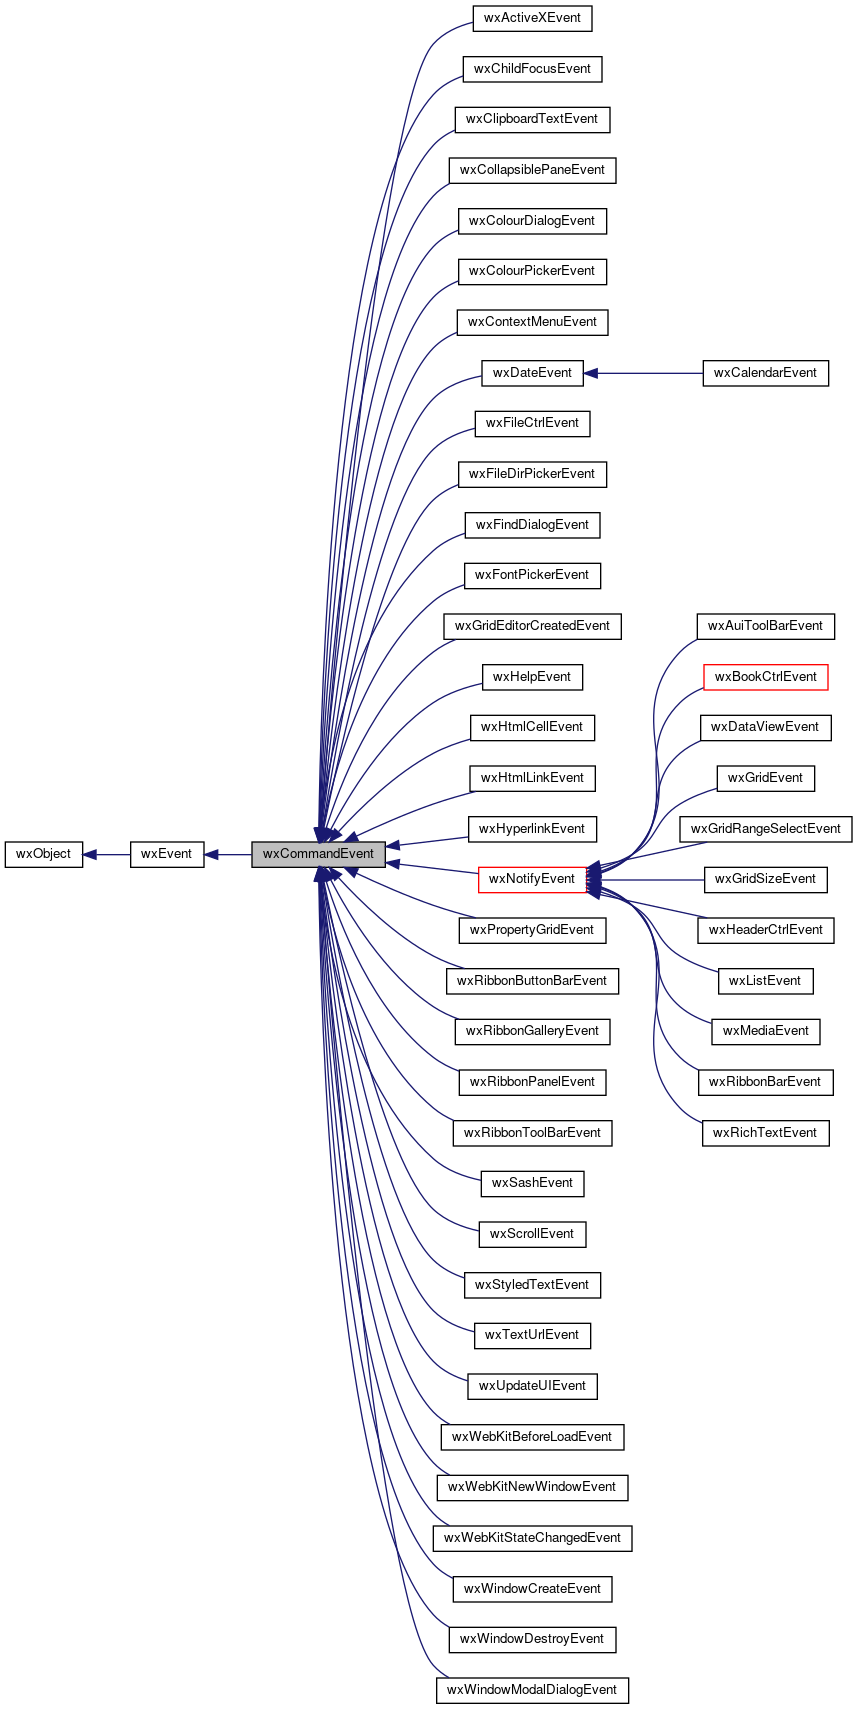 wxActiveXEvent
wxChildFocusEvent
wxClipboardTextEvent
wxCollapsiblePaneEvent
wxColourDialogEvent
wxColourPickerEvent
wxContextMenuEvent
wxDateEvent
wxCalendarEvent
wxFileCtrlEvent
wxFileDirPickerEvent
wxFindDialogEvent
wxFontPickerEvent
wxGridEditorCreatedEvent
wxAuiToolBarEvent
wxHelpEvent
wxBookCtrlEvent
wxHtmlCellEvent
wxDataViewEvent
wxHtmlLinkEvent
wxGridEvent
wxHyperlinkEvent
wxGridRangeSelectEvent
wxObject
wxEvent
wxCommandEvent
wxNotifyEvent
wxGridSizeEvent
wxPropertyGridEvent
wxHeaderCtrlEvent
wxRibbonButtonBarEvent
wxListEvent
wxRibbonGalleryEvent
wxMediaEvent
wxRibbonPanelEvent
wxRibbonBarEvent
wxRibbonToolBarEvent
wxRichTextEvent
wxSashEvent
wxScrollEvent
wxStyledTextEvent
wxTextUrlEvent
wxUpdateUIEvent
wxWebKitBeforeLoadEvent
wxWebKitNewWindowEvent
wxWebKitStateChangedEvent
wxWindowCreateEvent
wxWindowDestroyEvent
wxWindowModalDialogEvent